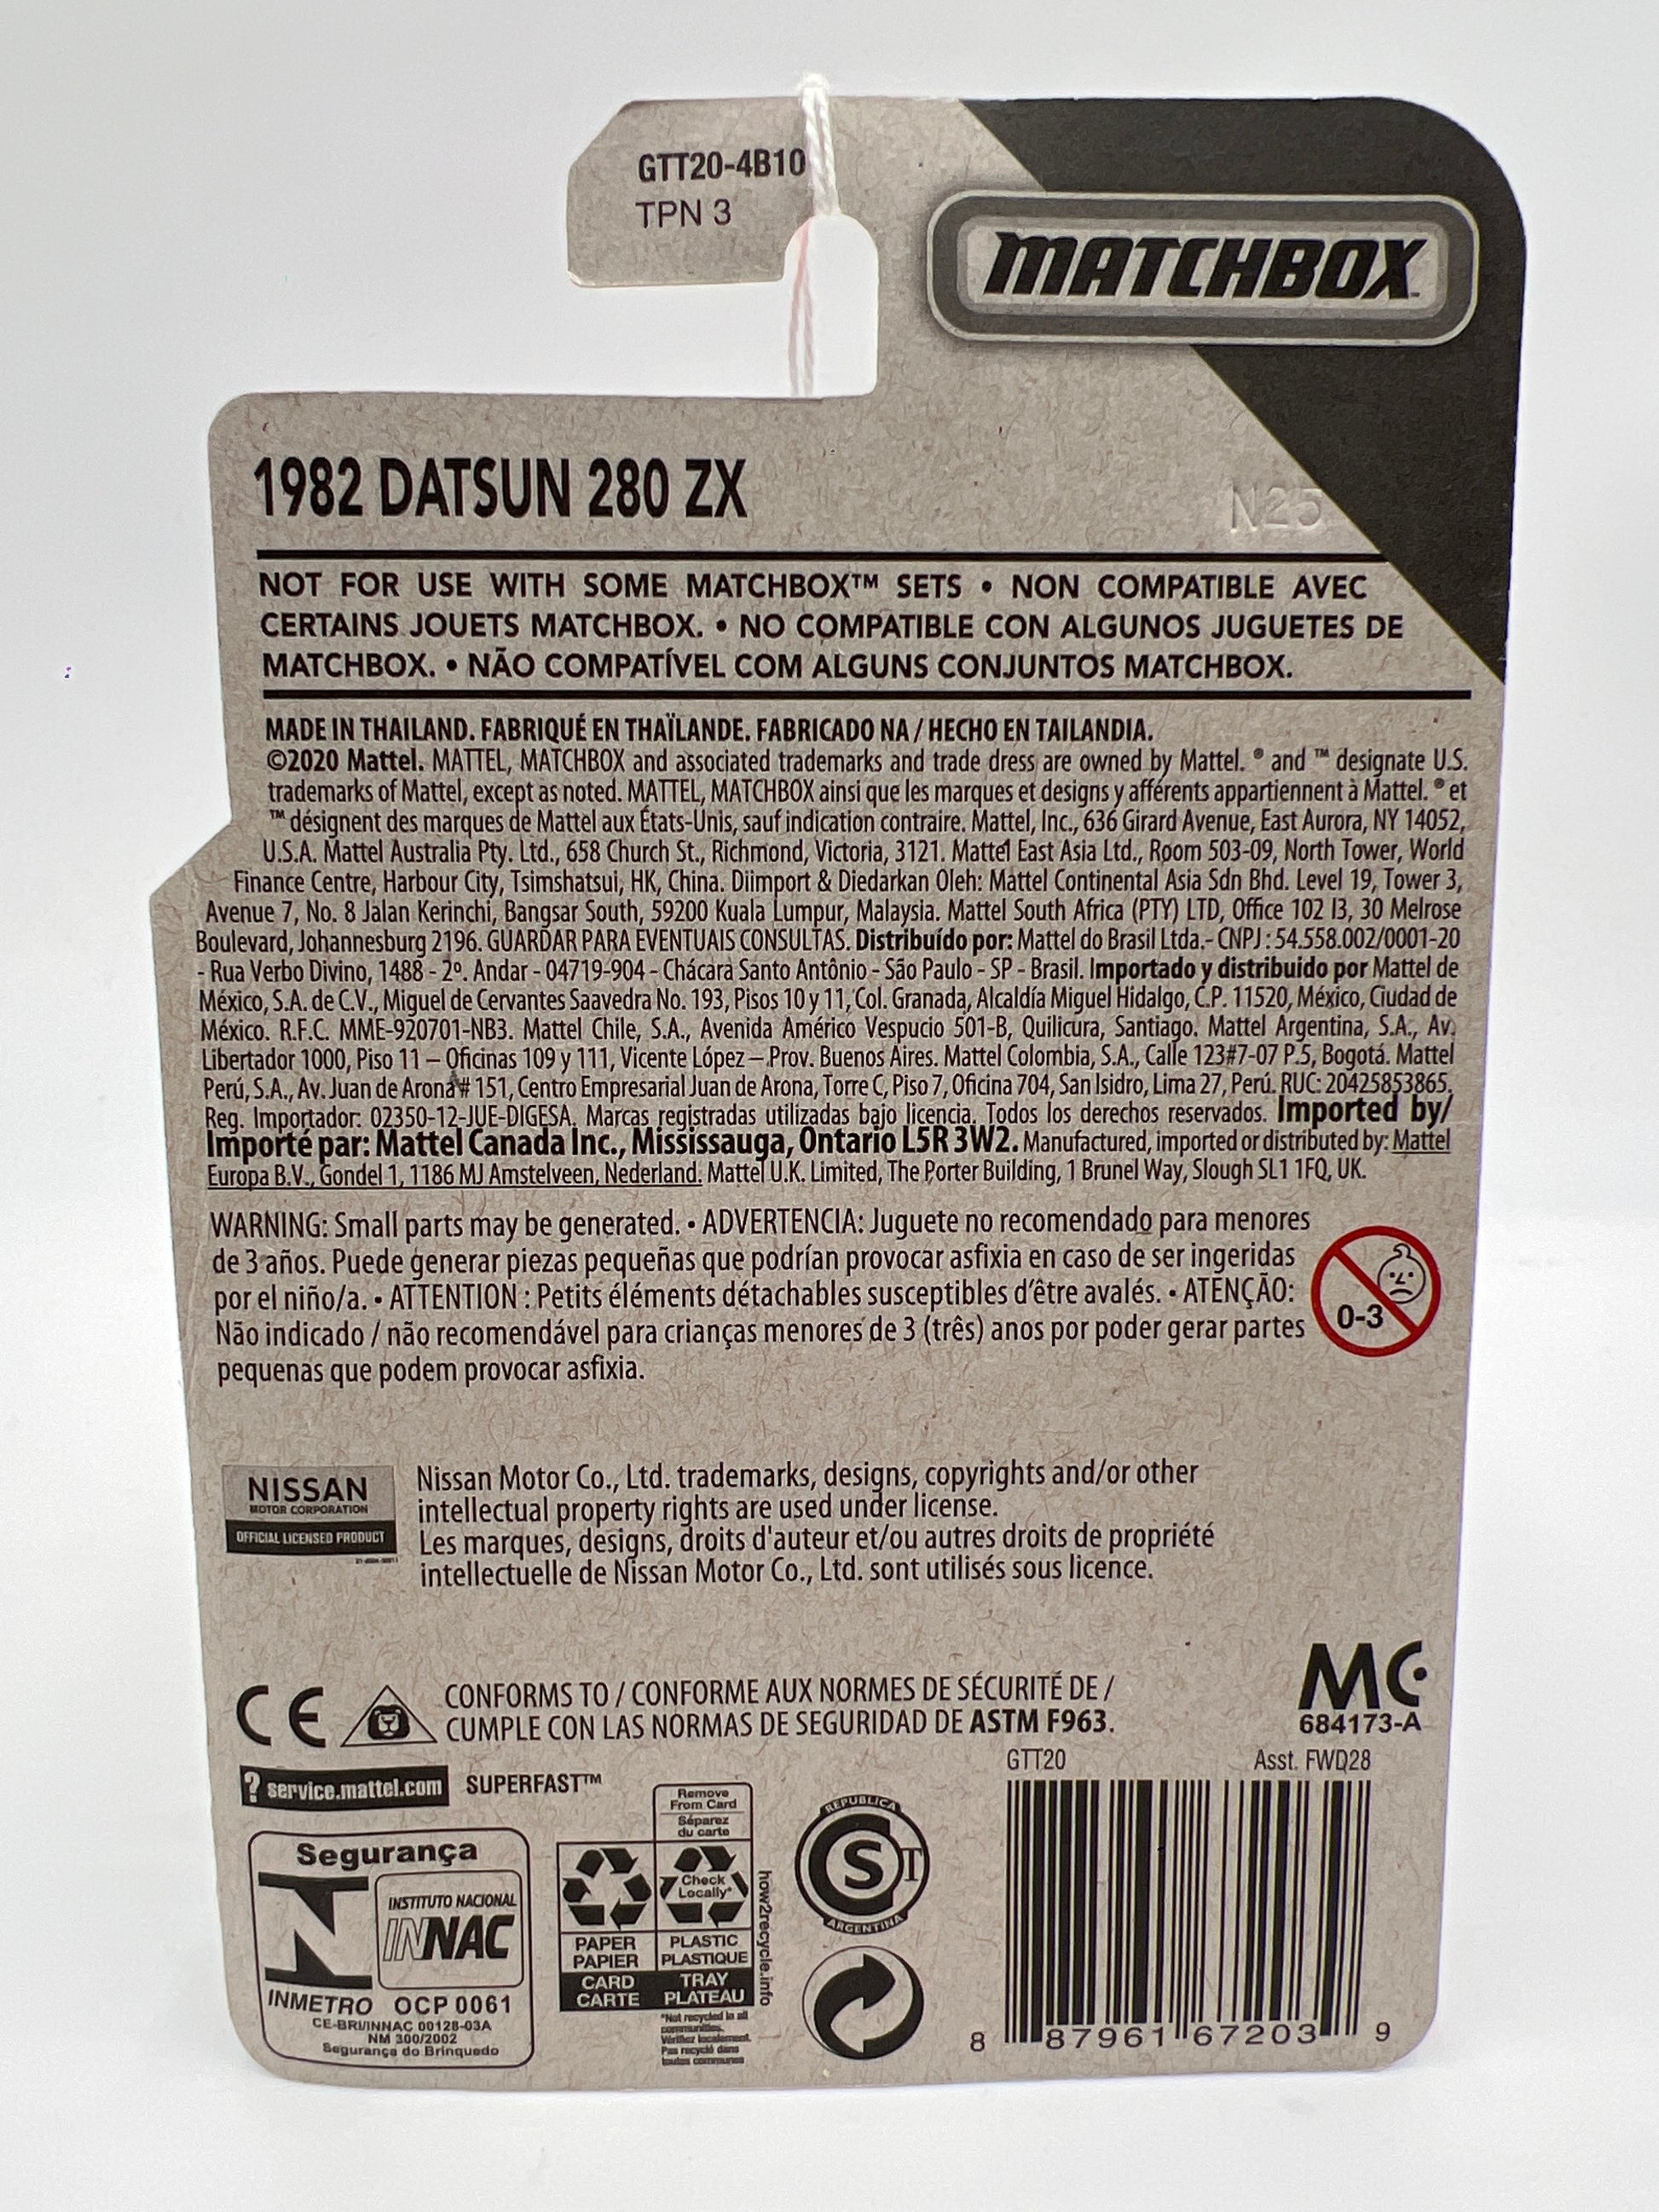 GTT20-4B10
TPN 3
MATCHBOX
1982 DATSUN 280 ZX
N25
NOT FOR USE WITH SOME MATCHBOX™ SETS • NON COMPATIBLE AVEC
CERTAINS JOUETS MATCHBOX. • NO COMPATIBLE CON ALGUNOS JUGUETES DE
MATCHBOX. • NÃO COMPATÍVEL COM ALGUNS CONJUNTOS MATCHBOX.
MADE IN THAILAND. FABRIQUÉ EN THAÏLANDE. FABRICADO NA / HECHO EN TAILANDIA.
©2020 Mattel. MATTEL, MATCHBOX and associated trademarks and trade dress are owned by Mattel. ® and ™ designate U.S.
trademarks of Mattel, except as noted. MATTEL, MATCHBOX ainsi que les marques et designs y afférents appartiennent à Mattel. ® et
™ désignent des marques de Mattel aux États-Unis, sauf indication contraire. Mattel, Inc., 636 Girard Avenue, East Aurora, NY 14052,
U.S.A. Mattel Australia Pty. Ltd., 658 Church St., Richmond, Victoria, 3121. Mattel East Asia Ltd., Room 503-09, North Tower, World
Finance Centre, Harbour City, Tsimshatsui, HK, China. Diimport & Diedarkan Oleh: Mattel Continental Asia Sdn Bhd. Level 19, Tower 3,
Avenue 7, No. 8 Jalan Kerinchi, Bangsar South, 59200 Kuala Lumpur, Malaysia. Mattel South Africa (PTY) LTD, Office 102 I3, 30 Melrose
Boulevard, Johannesburg 2196. GUARDAR PARA EVENTUAIS CONSULTAS. Distribuído por: Mattel do Brasil Ltda.- CNPJ : 54.558.002/0001-20
- Rua Verbo Divino, 1488 - 2º. Andar - 04719-904 - Chácara Santo Antônio - São Paulo - SP - Brasil. Importado y distribuido por Mattel de
México, S.A. de C.V., Miguel de Cervantes Saavedra No. 193, Pisos 10 y 11, Col. Granada, Alcaldía Miguel Hidalgo, C.P. 11520, México, Ciudad de
México. R.F.C. MME-920701-NB3. Mattel Chile, S.A., Avenida Américo Vespucio 501-B, Quilicura, Santiago. Mattel Argentina, S.A., Av.
Libertador 1000, Piso 11 – Oficinas 109 y 111, Vicente López – Prov. Buenos Aires. Mattel Colombia, S.A., Calle 123#7-07 P.5, Bogotá. Mattel
Perú, S.A., Av. Juan de Arona # 151, Centro Empresarial Juan de Arona, Torre C, Piso 7, Oficina 704, San Isidro, Lima 27, Perú. RUC: 20425853865.
Reg. Importador: 02350-12-JUE-DIGESA. Marcas registradas utilizadas bajo licencia. Todos los derechos reservados. Imported by/
Importé par: Mattel Canada Inc., Mississauga, Ontario L5R 3W2. Manufactured, imported or distributed by: Mattel
Europa B.V., Gondel 1, 1186 MJ Amstelveen, Nederland. Mattel U.K. Limited, The Porter Building, 1 Brunel Way, Slough SL1 1FQ, UK.
WARNING: Small parts may be generated. • ADVERTENCIA: Juguete no recomendado para menores
de 3 años. Puede generar piezas pequeñas que podrían provocar asfixia en caso de ser ingeridas
por el niño/a. • ATTENTION : Petits éléments détachables susceptibles d'être avalés. • ATENÇÃO:
Não indicado / não recomendável para crianças menores de 3 (três) anos por poder gerar partes
pequenas que podem provocar asfixia.
0-3
NISSAN
MOTOR CORPORATION
OFFICIAL LICENSED PRODUCT
Nissan Motor Co., Ltd. trademarks, designs, copyrights and/or other
intellectual property rights are used under license.
Les marques, designs, droits d'auteur et/ou autres droits de propriété
intellectuelle de Nissan Motor Co., Ltd. sont utilisés sous licence.
CE
CONFORMS TO / CONFORME AUX NORMES DE SÉCURITÉ DE /
CUMPLE CON LAS NORMAS DE SEGURIDAD DE ASTM F963.
MC
684173-A
GTT20 Asst. FWD28
? service.mattel.com SUPERFAST™
Segurança
INSTITUTO NACIONAL
INNAC
INMETRO OCP 0061
CE-BRI/INNAC 00128-03A
NM 300/2002
Segurança do Brinquedo
Remove
From Card
Séparez
du carte
Check
Locally*
PAPER
PAPIER
PLASTIC
PLASTIQUE
CARD
CARTE
TRAY
PLATEAU
*Not recycled in all
communities.
Vérifiez localement.
Pas recyclé dans
toutes communes
how2recycle.info
REPUBLICA
S T
ARGENTINA
8 87961 67203 9